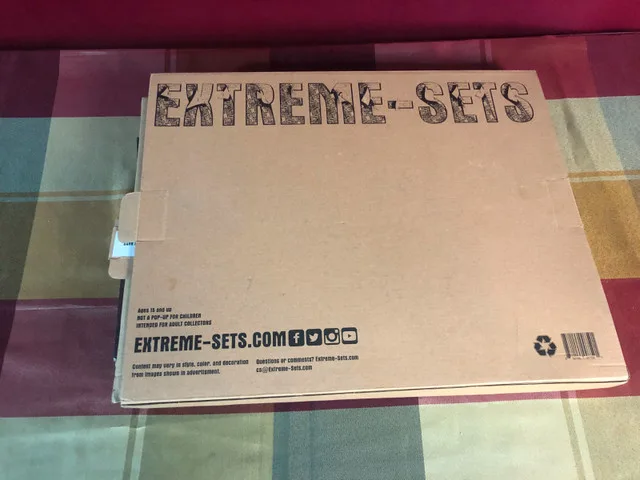 EXTREME-SETS
Ages 15 and up
NOT A POP-UP FOR CHILDREN
INTENDED FOR ADULT COLLECTORS
EXTREME-SETS.COM
Content may vary in style, color, and decoration
from images shown in advertisment.
Questions or comments? Extreme-Sets.com
cs@Extreme-Sets.com